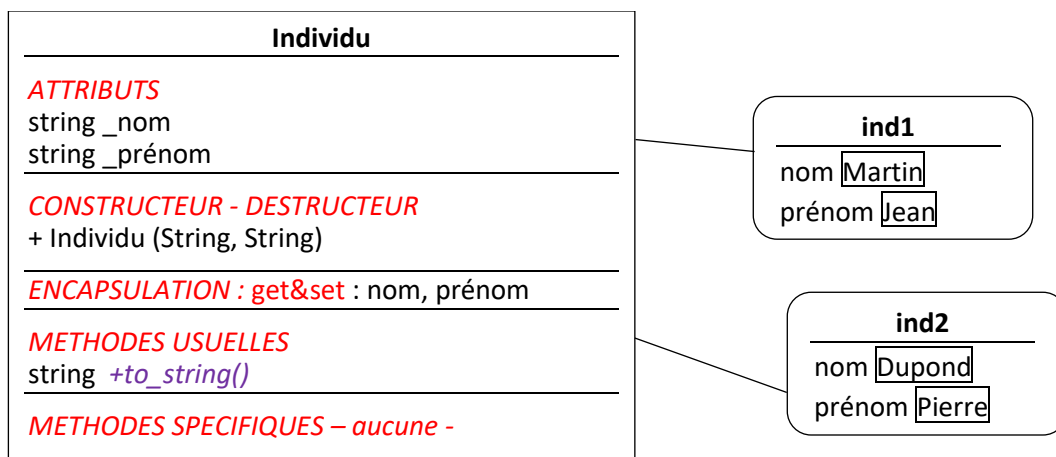 Individu
ATTRIBUTS
string _nom
string _prénom
CONSTRUCTEUR - DESTRUCTEUR
+ Individu (String, String)
ENCAPSULATION : get&set : nom, prénom
METHODES USUELLES
string +to_string()
METHODES SPECIFIQUES – aucune -
ind1
nom Martin
prénom Jean
ind2
nom Dupond
prénom Pierre